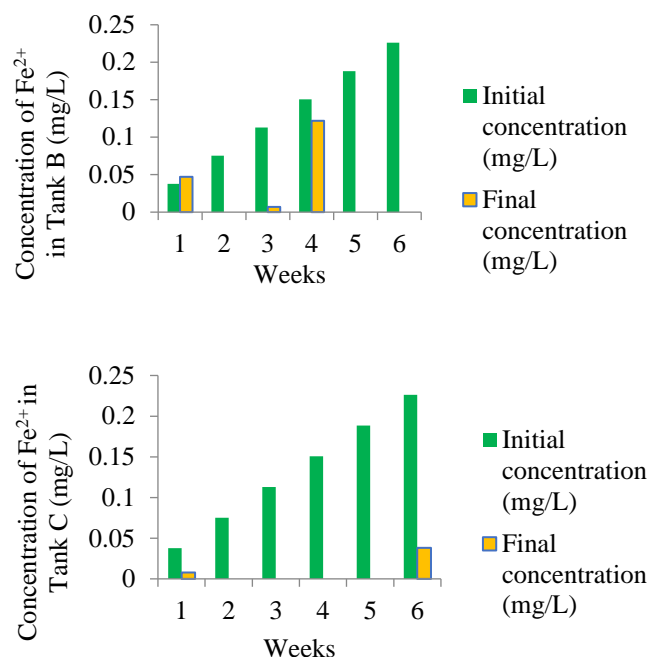 Concentration of Fe²⁺
in Tank B (mg/L)
0.25
0.2
0.15
0.1
0.05
0
1 2 3 4 5 6
Weeks
Initial
concentration
(mg/L)
Final
concentration
(mg/L)
Concentration of Fe²⁺ in
Tank C (mg/L)
0.25
0.2
0.15
0.1
0.05
0
1 2 3 4 5 6
Weeks
Initial
concentration
(mg/L)
Final
concentration
(mg/L)